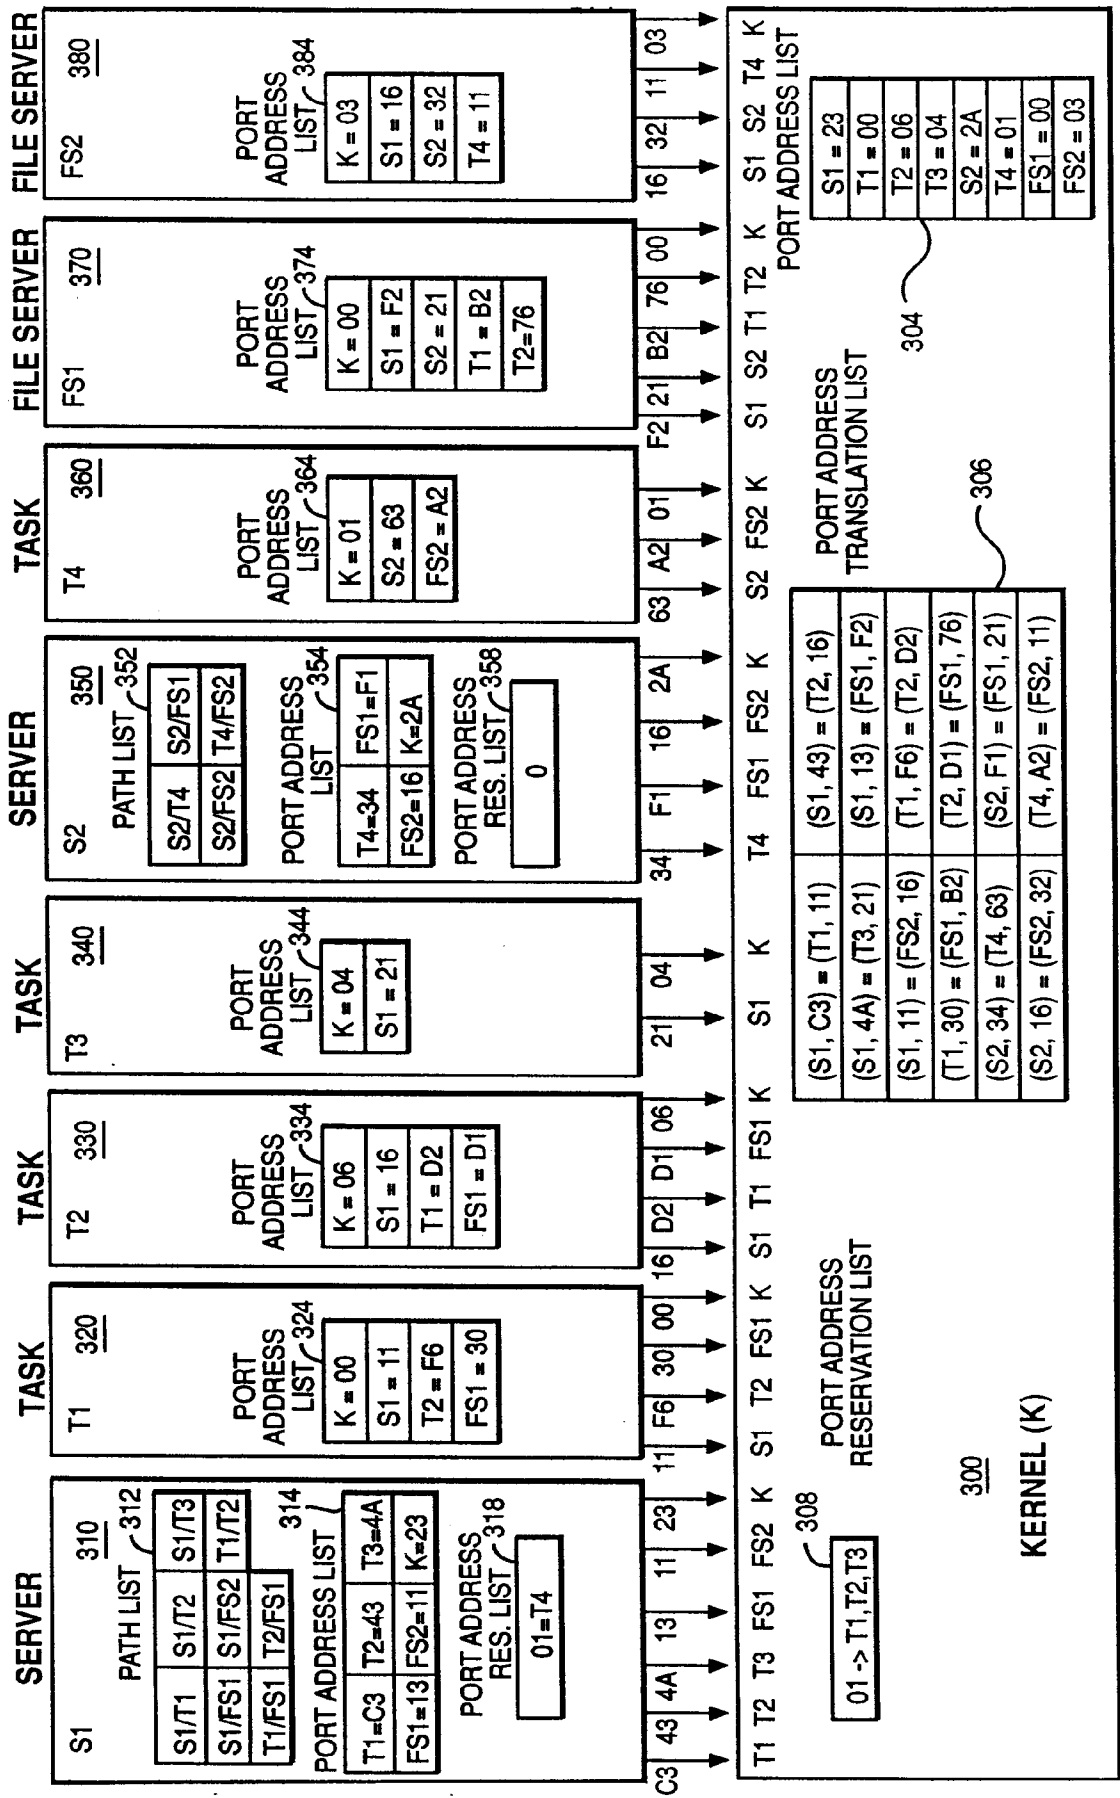 SERVER
S1
310
PATH LIST
312
S1/T1 S1/T2 S1/T3
S1/FS1 S1/FS2 T1/T2
T1/FS1 T2/FS1
PORT ADDRESS LIST
314
T1=C3 T2=43 T3=4A
FS1=13 FS2=11 K=23
PORT ADDRESS
RES. LIST
318
01=T4
C3 43 4A 13 11 23
TASK
T1
320
PORT
ADDRESS
LIST
324
K = 00
S1 = 11
T2 = F6
FS1 = 30
11 F6 30 00
TASK
T2
330
PORT
ADDRESS
LIST
334
K = 06
S1 = 16
T1 = D2
FS1 = D1
16 D2 D1 06
TASK
T3
340
PORT
ADDRESS
LIST
344
K = 04
S1 = 21
21 04
SERVER
S2
350
PATH LIST
352
S2/T4 S2/FS1
S2/FS2 T4/FS2
PORT ADDRESS
LIST
354
T4=34 FS1=F1
FS2=16 K=2A
PORT ADDRESS
RES. LIST
358
0
34 F1 16 2A
TASK
T4
360
PORT
ADDRESS
LIST
364
K = 01
S2 = 63
FS2 = A2
63 A2 01
FILE SERVER
FS1
370
PORT
ADDRESS
LIST
374
K = 00
S1 = F2
S2 = 21
T1 = B2
T2=76
F2 21 B2 76 00
FILE SERVER
FS2
380
PORT
ADDRESS
LIST
384
K = 03
S1 = 16
S2 = 32
T4 = 11
16 32 11 03
T1 T2 T3 FS1 FS2 K
S1 T2 FS1 K
S1 T1 FS1 K
S1 K
T4 FS1 FS2 K
S2 FS2 K
S1 S2 T1 T2 K
S1 S2 T4 K
308
01 -> T1,T2,T3
PORT ADDRESS
RESERVATION LIST
300
KERNEL (K)
(S1, C3) = (T1, 11) (S1, 43) = (T2, 16)
(S1, 4A) = (T3, 21) (S1, 13) = (FS1, F2)
(S1, 11) = (FS2, 16) (T1, F6) = (T2, D2)
(T1, 30) = (FS1, B2) (T2, D1) = (FS1, 76)
(S2, 34) = (T4, 63) (S2, F1) = (FS1, 21)
(S2, 16) = (FS2, 32) (T4, A2) = (FS2, 11)
PORT ADDRESS
TRANSLATION LIST
306
PORT ADDRESS LIST
304
S1 = 23
T1 = 00
T2 = 06
T3 = 04
S2 = 2A
T4 = 01
FS1 = 00
FS2 = 03